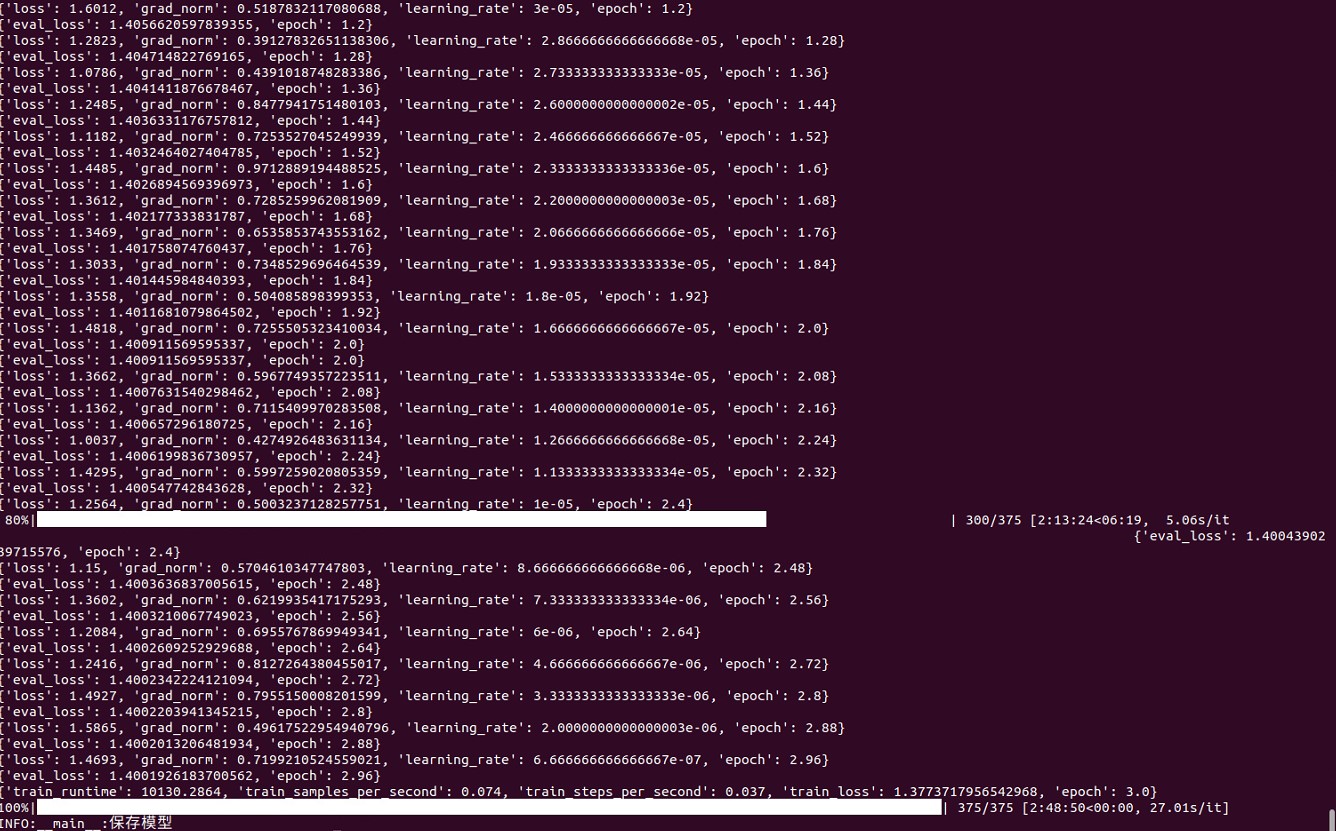 {'loss': 1.6012, 'grad_norm': 0.5187832117080688, 'learning_rate': 3e-05, 'epoch': 1.2}
{'eval_loss': 1.4056620597839355, 'epoch': 1.2}
{'loss': 1.2823, 'grad_norm': 0.39127832651138306, 'learning_rate': 2.8666666666666668e-05, 'epoch': 1.28}
{'eval_loss': 1.404714822769165, 'epoch': 1.28}
{'loss': 1.0786, 'grad_norm': 0.4391018748283386, 'learning_rate': 2.733333333333333e-05, 'epoch': 1.36}
{'eval_loss': 1.4041411876678467, 'epoch': 1.36}
{'loss': 1.2485, 'grad_norm': 0.8477941751480103, 'learning_rate': 2.6000000000000002e-05, 'epoch': 1.44}
{'eval_loss': 1.4036331176757812, 'epoch': 1.44}
{'loss': 1.1182, 'grad_norm': 0.7253527045249939, 'learning_rate': 2.466666666666667e-05, 'epoch': 1.52}
{'eval_loss': 1.4032464027404785, 'epoch': 1.52}
{'loss': 1.4485, 'grad_norm': 0.9712889194488525, 'learning_rate': 2.3333333333333336e-05, 'epoch': 1.6}
{'eval_loss': 1.4026894569396973, 'epoch': 1.6}
{'loss': 1.3612, 'grad_norm': 0.7285259962081909, 'learning_rate': 2.2000000000000003e-05, 'epoch': 1.68}
{'eval_loss': 1.402177333831787, 'epoch': 1.68}
{'loss': 1.3469, 'grad_norm': 0.6535853743553162, 'learning_rate': 2.0666666666666666e-05, 'epoch': 1.76}
{'eval_loss': 1.401758074760437, 'epoch': 1.76}
{'loss': 1.3033, 'grad_norm': 0.7348529696464539, 'learning_rate': 1.9333333333333333e-05, 'epoch': 1.84}
{'eval_loss': 1.401445984840393, 'epoch': 1.84}
{'loss': 1.3558, 'grad_norm': 0.504085898399353, 'learning_rate': 1.8e-05, 'epoch': 1.92}
{'eval_loss': 1.4011681079864502, 'epoch': 1.92}
{'loss': 1.4818, 'grad_norm': 0.7255505323410034, 'learning_rate': 1.6666666666666667e-05, 'epoch': 2.0}
{'eval_loss': 1.400911569595337, 'epoch': 2.0}
{'eval_loss': 1.400911569595337, 'epoch': 2.0}
{'loss': 1.3662, 'grad_norm': 0.5967749357223511, 'learning_rate': 1.5333333333333334e-05, 'epoch': 2.08}
{'eval_loss': 1.4007631540298462, 'epoch': 2.08}
{'loss': 1.1362, 'grad_norm': 0.7115409970283508, 'learning_rate': 1.4000000000000001e-05, 'epoch': 2.16}
{'eval_loss': 1.400657296180725, 'epoch': 2.16}
{'loss': 1.0037, 'grad_norm': 0.4274926483631134, 'learning_rate': 1.2666666666666668e-05, 'epoch': 2.24}
{'eval_loss': 1.4006199836730957, 'epoch': 2.24}
{'loss': 1.4295, 'grad_norm': 0.5997259020805359, 'learning_rate': 1.1333333333333334e-05, 'epoch': 2.32}
{'eval_loss': 1.400547742843628, 'epoch': 2.32}
{'loss': 1.2564, 'grad_norm': 0.5003237128257751, 'learning_rate': 1e-05, 'epoch': 2.4}
80%| | 300/375 [2:13:24<06:19, 5.06s/it
{'eval_loss': 1.40043902
39715576, 'epoch': 2.4}
{'loss': 1.15, 'grad_norm': 0.5704610347747803, 'learning_rate': 8.666666666666668e-06, 'epoch': 2.48}
{'eval_loss': 1.4003636837005615, 'epoch': 2.48}
{'loss': 1.3602, 'grad_norm': 0.6219935417175293, 'learning_rate': 7.333333333333334e-06, 'epoch': 2.56}
{'eval_loss': 1.4003210067749023, 'epoch': 2.56}
{'loss': 1.2084, 'grad_norm': 0.6955767869949341, 'learning_rate': 6e-06, 'epoch': 2.64}
{'eval_loss': 1.4002609252929688, 'epoch': 2.64}
{'loss': 1.2416, 'grad_norm': 0.8127264380455017, 'learning_rate': 4.666666666666667e-06, 'epoch': 2.72}
{'eval_loss': 1.4002342224121094, 'epoch': 2.72}
{'loss': 1.4927, 'grad_norm': 0.7955150008201599, 'learning_rate': 3.3333333333333333e-06, 'epoch': 2.8}
{'eval_loss': 1.4002203941345215, 'epoch': 2.8}
{'loss': 1.5865, 'grad_norm': 0.49617522954940796, 'learning_rate': 2.0000000000000003e-06, 'epoch': 2.88}
{'eval_loss': 1.4002013206481934, 'epoch': 2.88}
{'loss': 1.4693, 'grad_norm': 0.7199210524559021, 'learning_rate': 6.666666666666667e-07, 'epoch': 2.96}
{'eval_loss': 1.4001926183700562, 'epoch': 2.96}
{'train_runtime': 10130.2864, 'train_samples_per_second': 0.074, 'train_steps_per_second': 0.037, 'train_loss': 1.3773717956542968, 'epoch': 3.0}
100%| | 375/375 [2:48:50<00:00, 27.01s/it]
INFO:__main__:保存模型